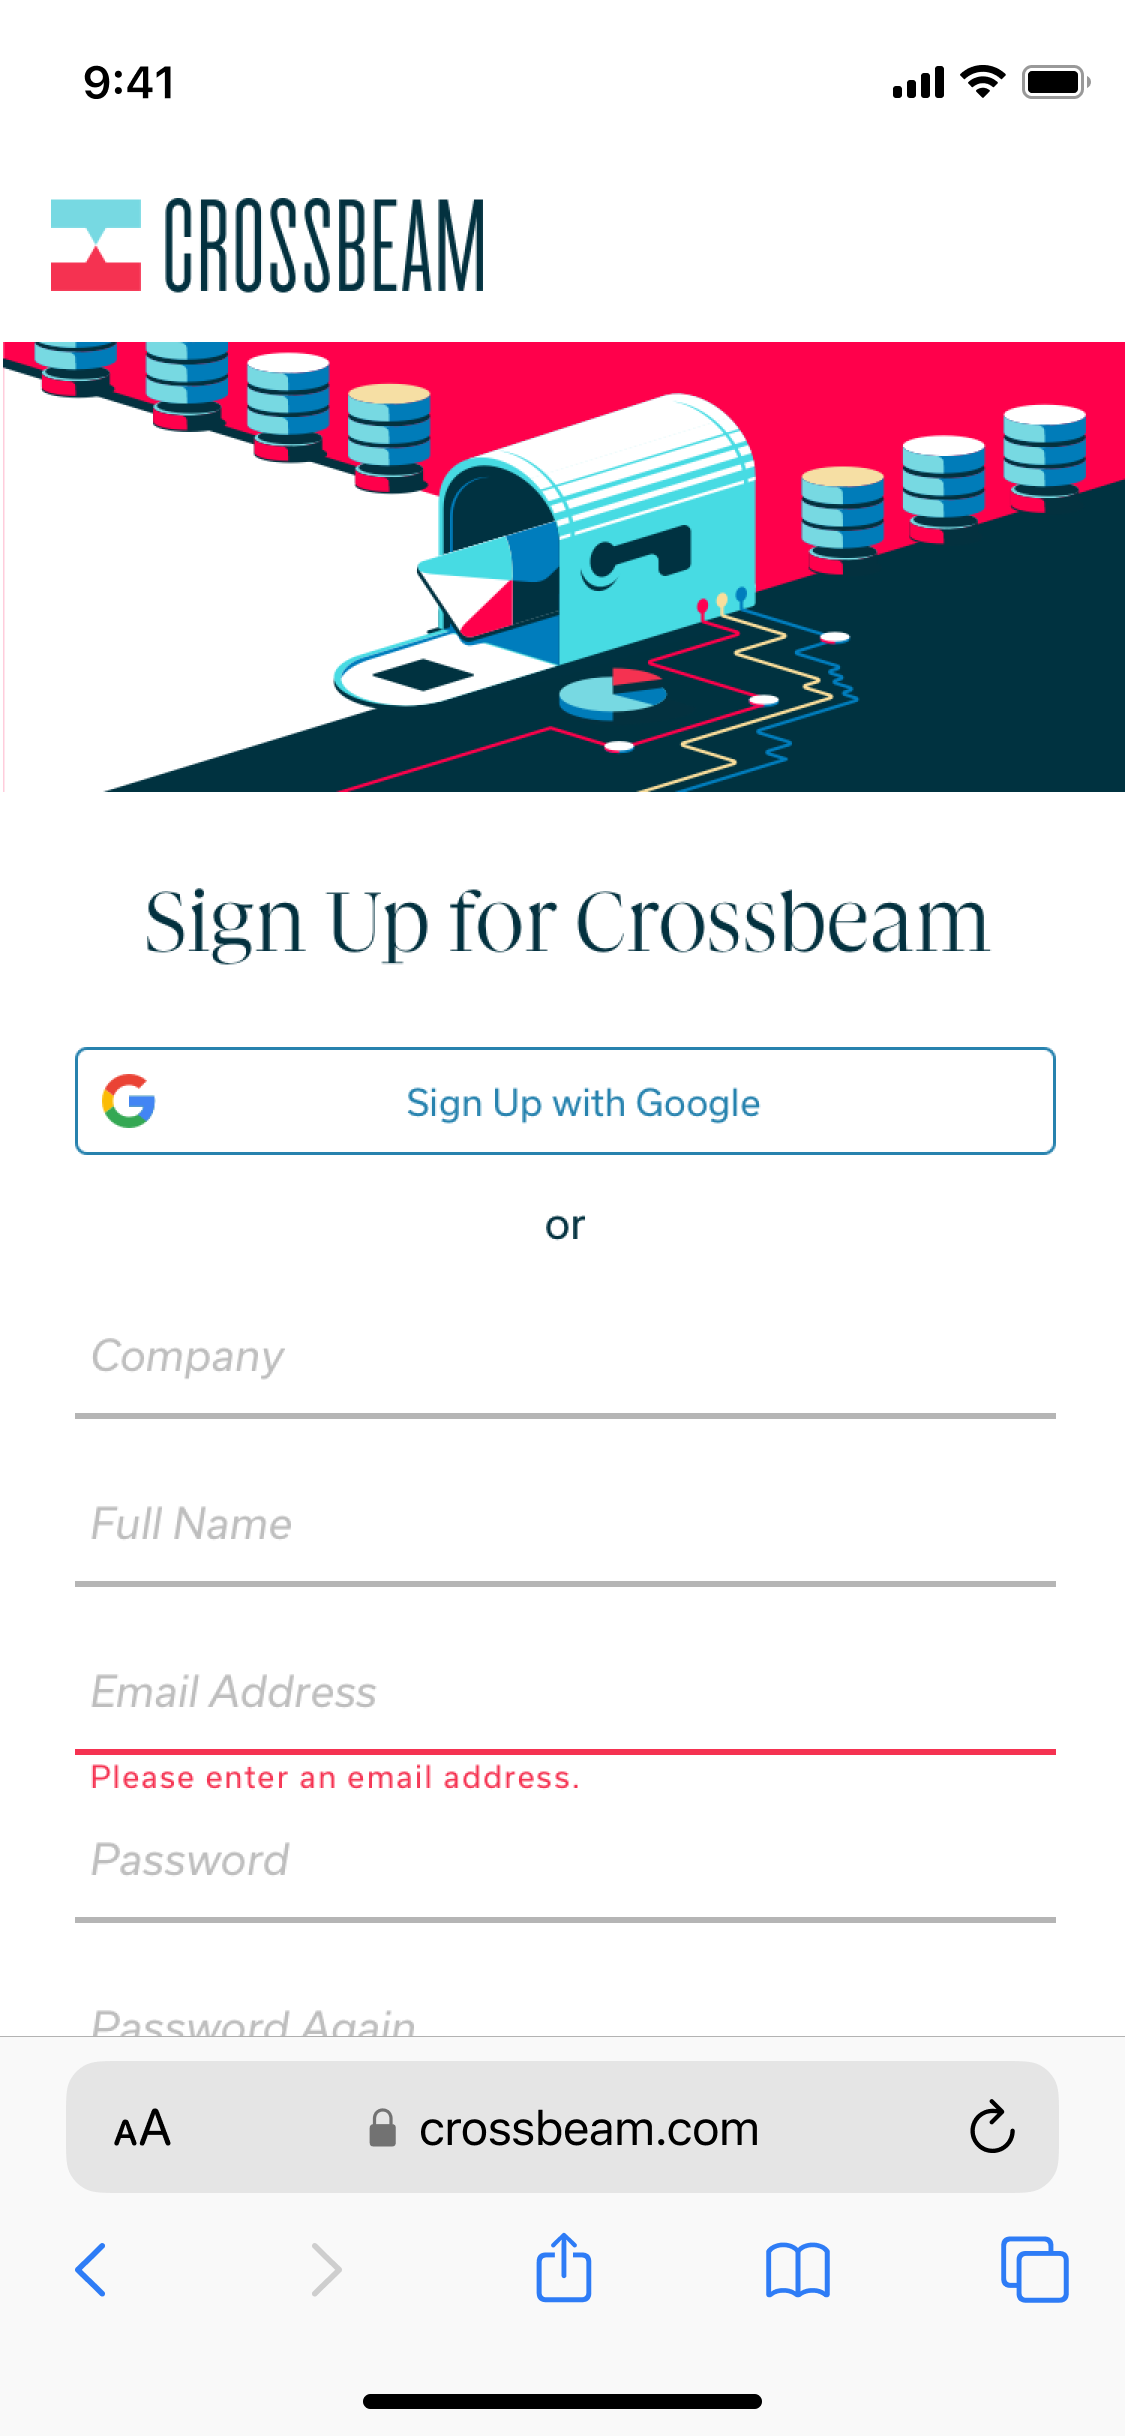 9:41
CROSSBEAM
Sign Up for Crossbeam
Sign Up with Google
or
Company
Full Name
Email Address
Please enter an email address.
Password
Password Again
AA
crossbeam.com